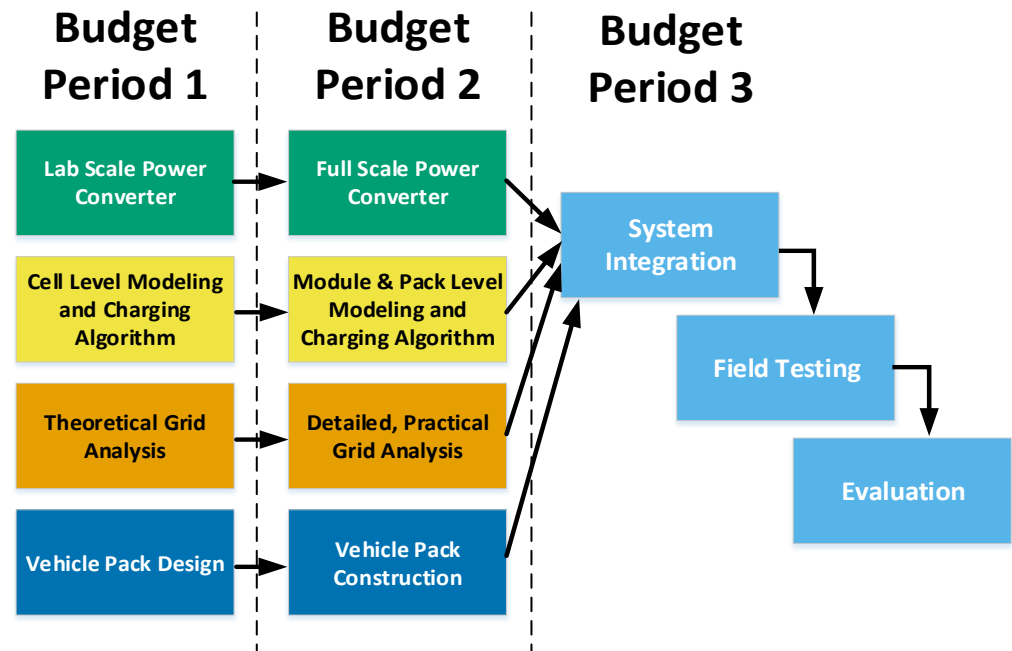 Budget
Period 1
Budget
Period 2
Budget
Period 3
Lab Scale Power
Converter
Full Scale Power
Converter
System
Integration
Cell Level Modeling
and Charging
Algorithm
Module & Pack Level
Modeling and
Charging Algorithm
Field Testing
Theoretical Grid
Analysis
Detailed, Practical
Grid Analysis
Evaluation
Vehicle Pack Design
Vehicle Pack
Construction